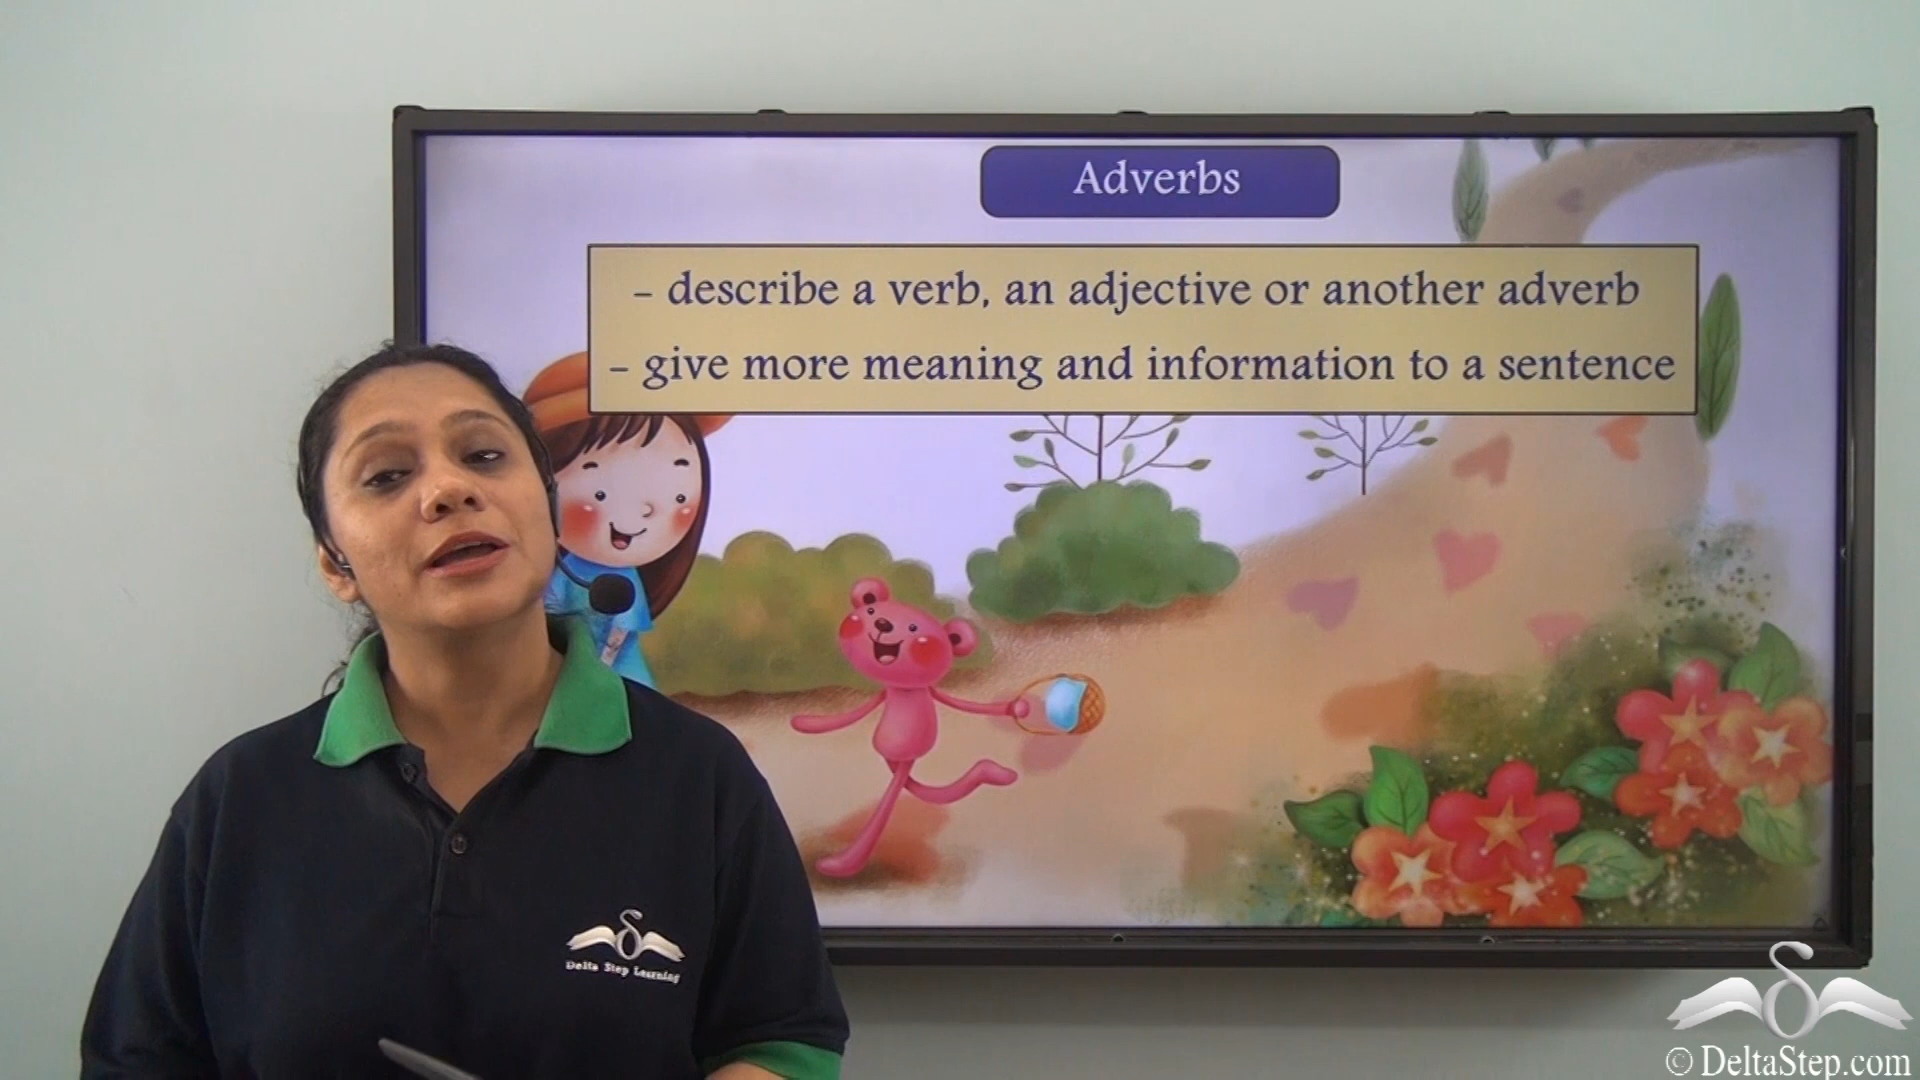 Adverbs
- describe a verb, an adjective or another adverb
- give more meaning and information to a sentence
Delta Step Learning
© DeltaStep.com